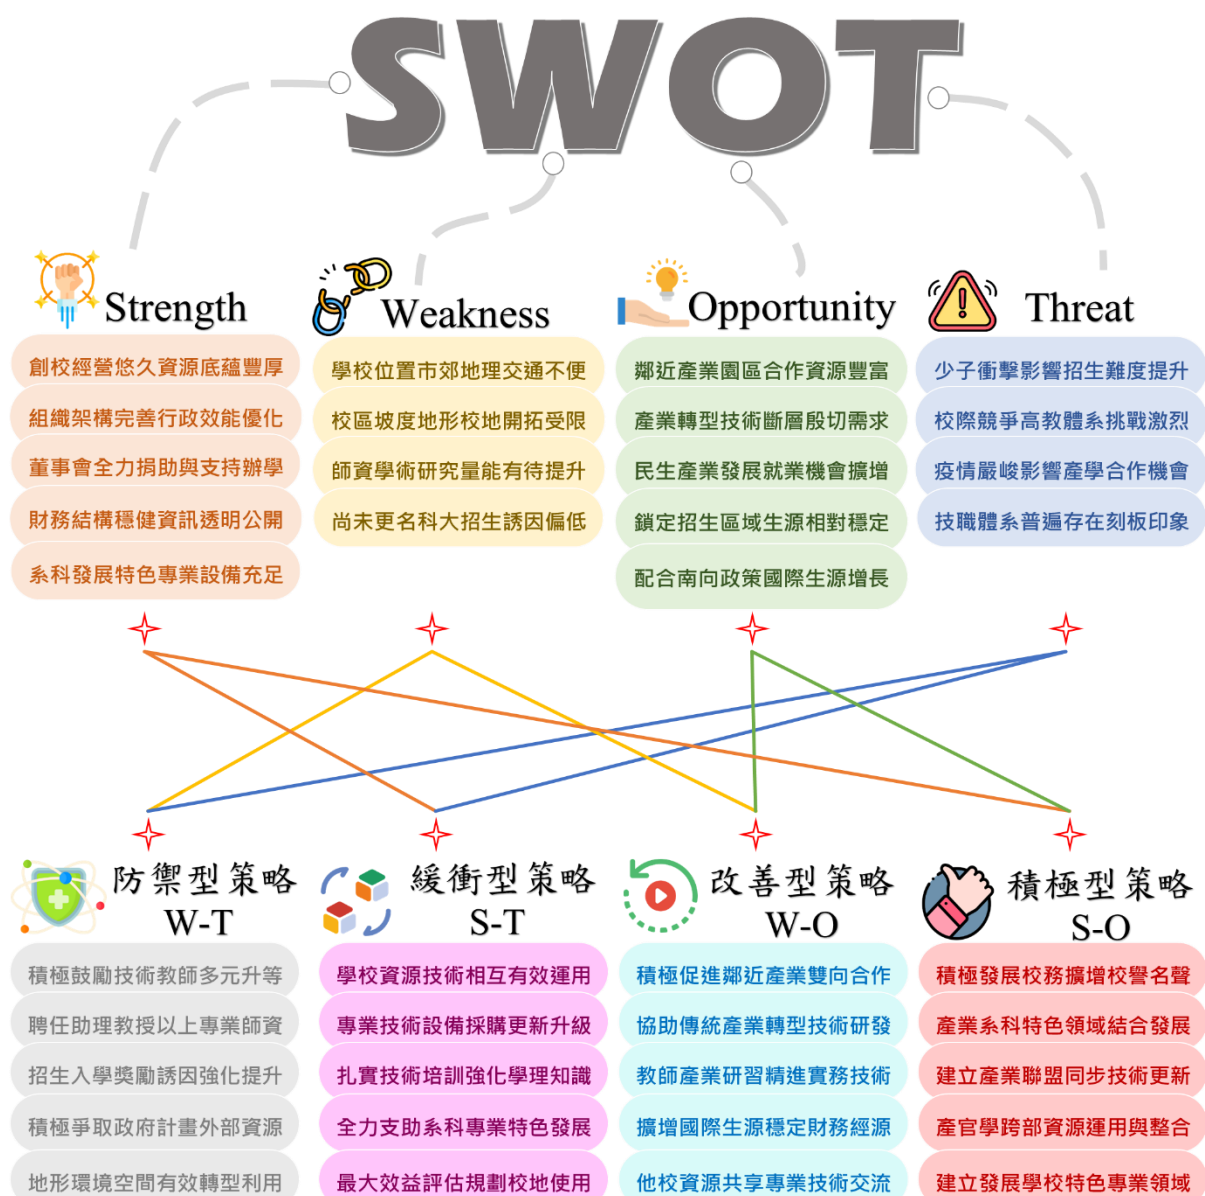 SWOT
Strength
創校經營悠久資源底蘊豐厚
組織架構完善行政效能優化
董事會全力捐助與支持辦學
財務結構穩健資訊透明公開
系科發展特色專業設備充足
Weakness
學校位置市郊地理交通不便
校區坡度地形校地開拓受限
師資學術研究量能有待提升
尚未更名科大招生誘因偏低
Opportunity
鄰近產業園區合作資源豐富
產業轉型技術斷層殷切需求
民生產業發展就業機會擴增
鎖定招生區域生源相對穩定
配合南向政策國際生源增長
Threat
少子衝擊影響招生難度提升
校際競爭高教體系挑戰激烈
疫情嚴峻影響產學合作機會
技職體系普遍存在刻板印象
防禦型策略
W-T
積極鼓勵技術教師多元升等
聘任助理教授以上專業師資
招生入學獎勵誘因強化提升
積極爭取政府計畫外部資源
地形環境空間有效轉型利用
緩衝型策略
S-T
學校資源技術相互有效運用
專業技術設備採購更新升級
扎實技術培訓強化學理知識
全力支助系科專業特色發展
最大效益評估規劃校地使用
改善型策略
W-O
積極促進鄰近產業雙向合作
協助傳統產業轉型技術研發
教師產業研習精進實務技術
擴增國際生源穩定財務經源
他校資源共享專業技術交流
積極型策略
S-O
積極發展校務擴增校譽名聲
產業系科特色領域結合發展
建立產業聯盟同步技術更新
產官學跨部資源運用與整合
建立發展學校特色專業領域